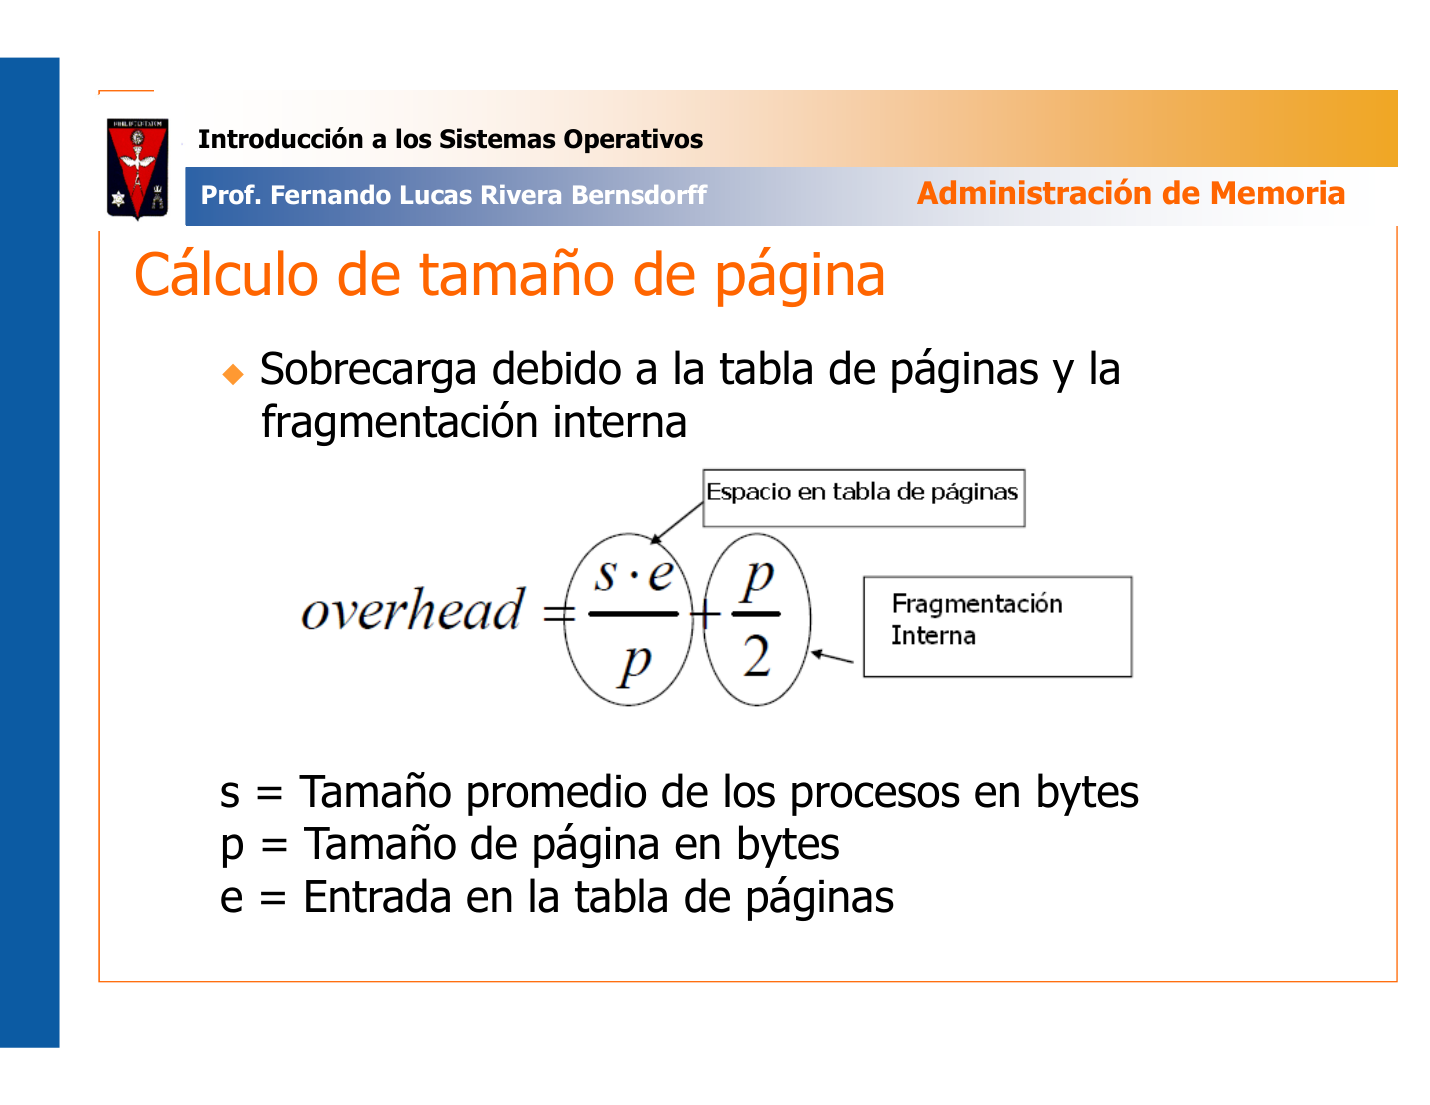 Introducción a los Sistemas Operativos
Prof. Fernando Lucas Rivera Bernsdorff
Administración de Memoria
Cálculo de tamaño de página
Sobrecarga debido a la tabla de páginas y la
fragmentación interna
Espacio en tabla de páginas
overhead = s · e / p + p / 2
Fragmentación
Interna
s = Tamaño promedio de los procesos en bytes
p = Tamaño de página en bytes
e = Entrada en la tabla de páginas